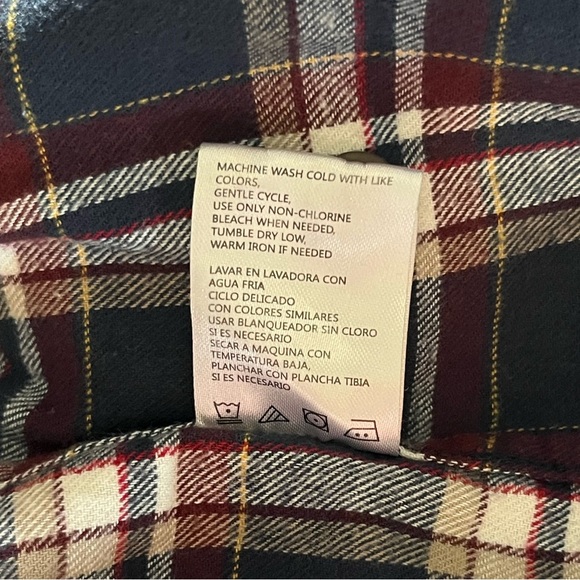 MACHINE WASH COLD WITH LIKE
COLORS,
GENTLE CYCLE,
USE ONLY NON-CHLORINE
BLEACH WHEN NEEDED,
TUMBLE DRY LOW,
WARM IRON IF NEEDED
LAVAR EN LAVADORA CON
AGUA FRIA
CICLO DELICADO
CON COLORES SIMILARES
USAR BLANQUEADOR SIN CLORO
SI ES NECESARIO
SECAR A MAQUINA CON
TEMPERATURA BAJA,
PLANCHAR CON PLANCHA TIBIA
SI ES NECESARIO